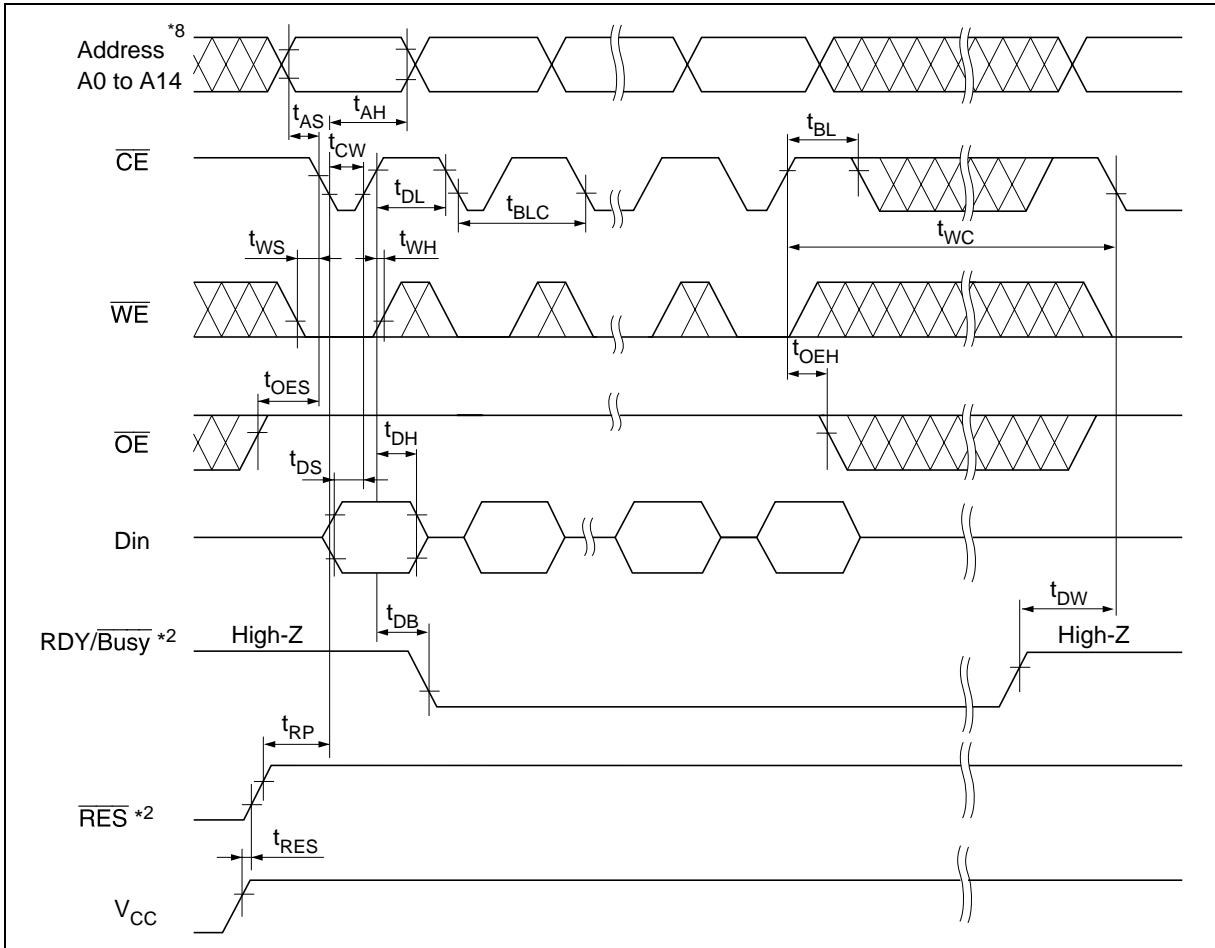 Address *8
A0 to A14
tAS
tAH
tCW
tBL
CE
tDL
tBLC
tWC
tWS
tWH
WE
tOEH
tOES
OE
tDH
tDS
Din
tDB
tDW
RDY/Busy *2
High-Z
High-Z
tRP
RES *2
tRES
VCC